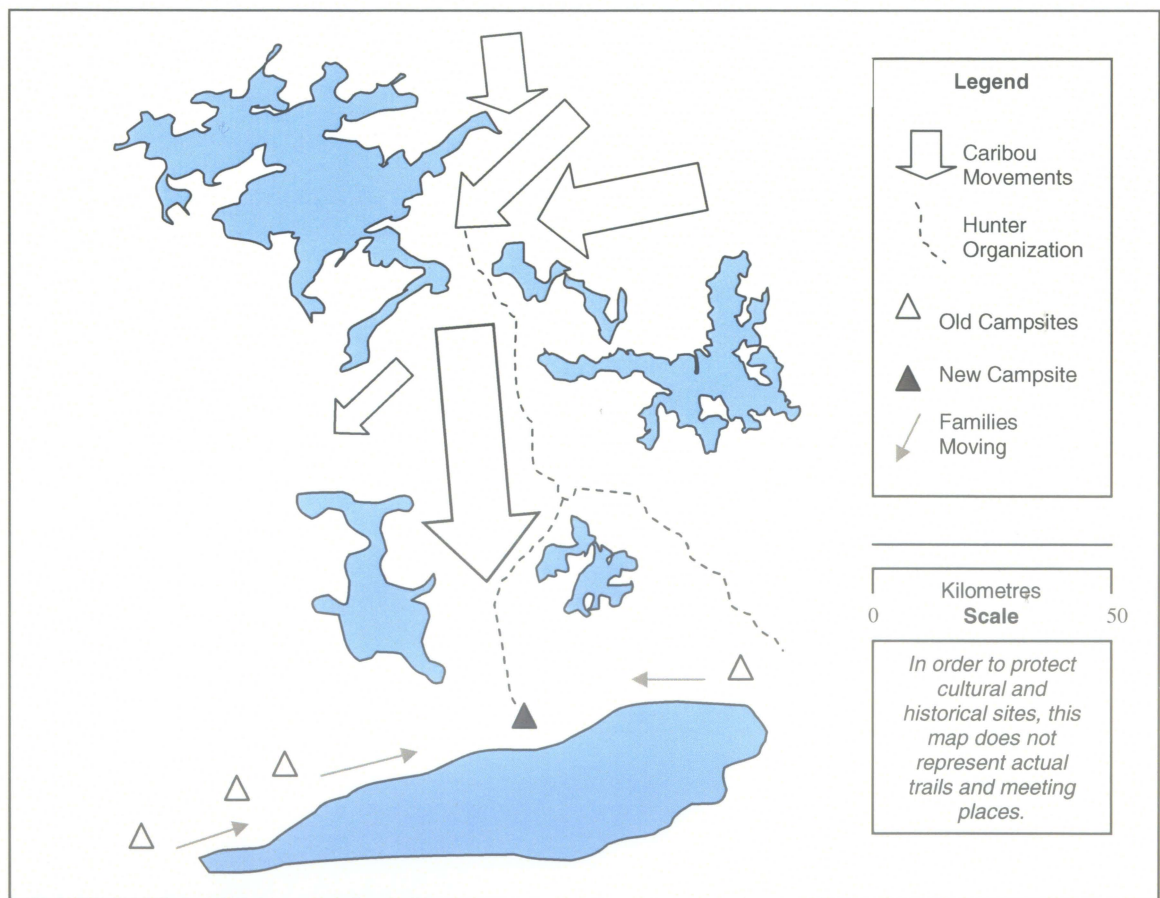 Legend
Caribou
Movements
Hunter
Organization
Old Campsites
New Campsite
Families
Moving
Kilometres
0 Scale 50
In order to protect
cultural and
historical sites, this
map does not
represent actual
trails and meeting
places.